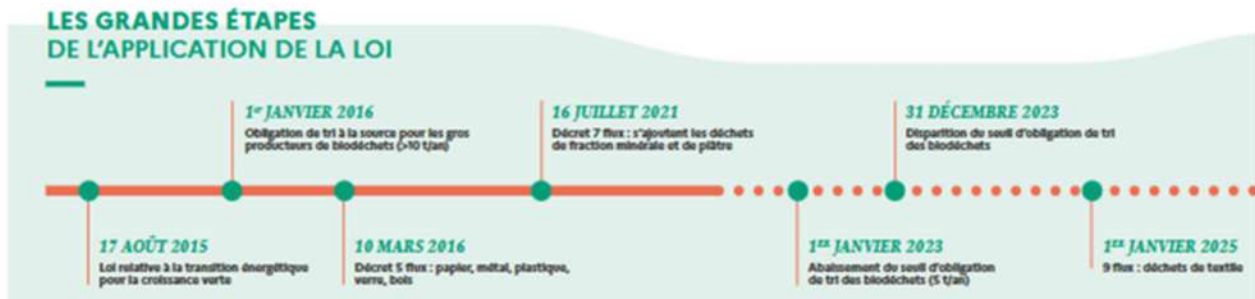 LES GRANDES ÉTAPES
DE L'APPLICATION DE LA LOI
1er JANVIER 2016
Obligation de tri à la source pour les gros
producteurs de biodéchets (>10 t/an)
16 JUILLET 2021
Décret 7 flux : s'ajoutent les déchets
de fraction minérale et de plâtre
31 DÉCEMBRE 2023
Disparition du seuil d'obligation de tri
des biodéchets
17 AOÛT 2015
Loi relative à la transition énergétique
pour la croissance verte
10 MARS 2016
Décret 5 flux : papier, métal, plastique,
verre, bois
1ER JANVIER 2023
Abaissement du seuil d'obligation
de tri des biodéchets (5 t/an)
1ER JANVIER 2025
9 flux : déchets de textile